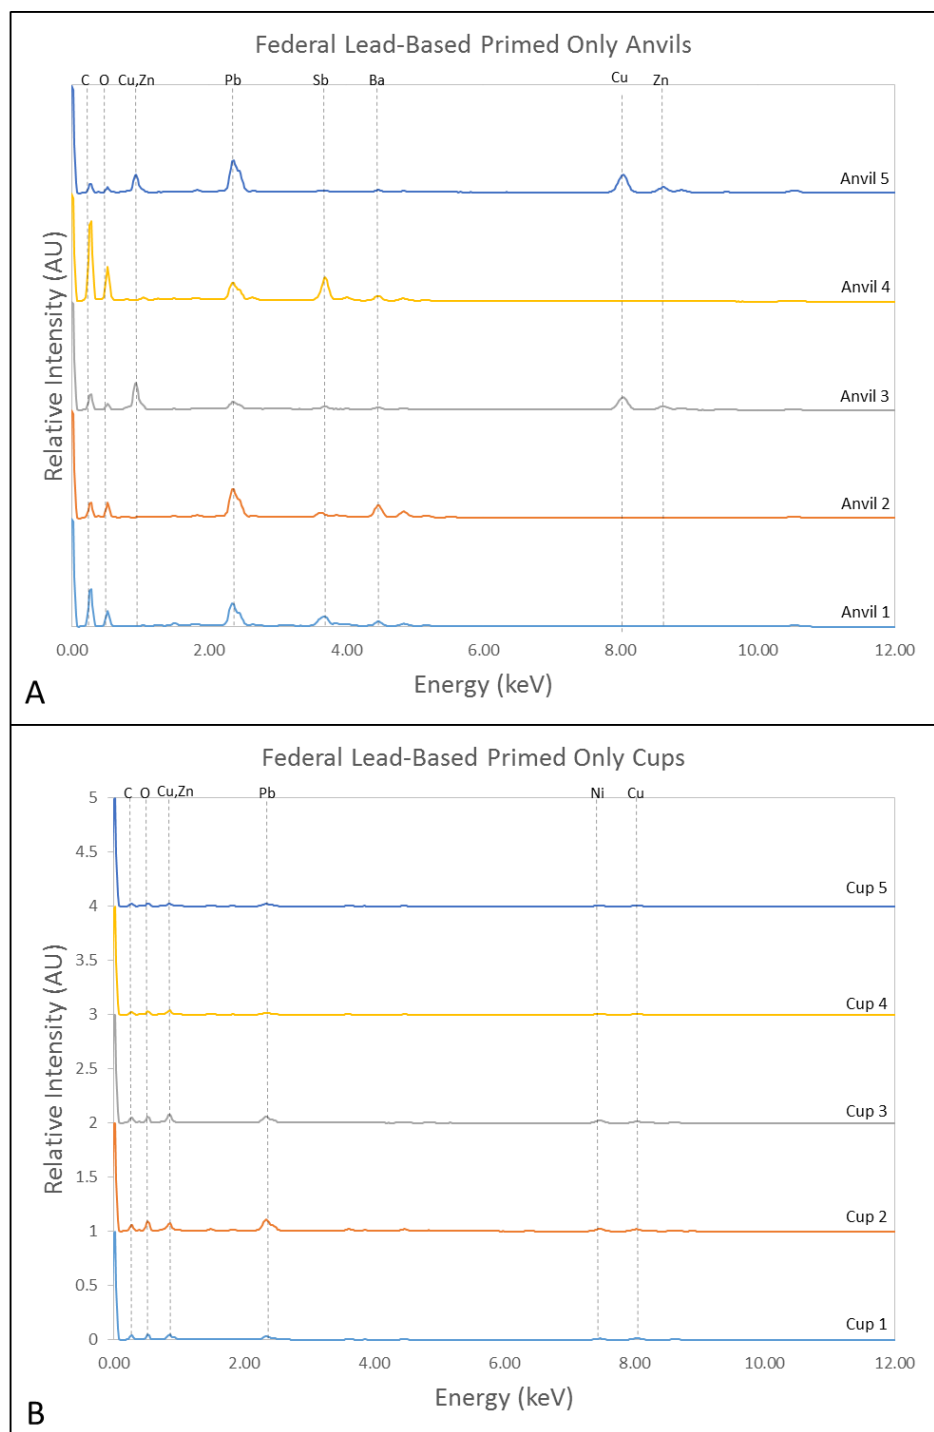 Federal Lead-Based Primed Only Anvils
C O Cu,Zn Pb Sb Ba Cu Zn
Anvil 5
Anvil 4
Anvil 3
Anvil 2
Anvil 1
Relative Intensity (AU)
0.00 2.00 4.00 6.00 8.00 10.00 12.00
Energy (keV)
A
Federal Lead-Based Primed Only Cups
C O Cu,Zn Pb Ni Cu
5
4.5
Cup 5
4
3.5
Cup 4
3
2.5
Cup 3
2
1.5
Cup 2
1
0.5
Cup 1
0
Relative Intensity (AU)
0.00 2.00 4.00 6.00 8.00 10.00 12.00
Energy (keV)
B